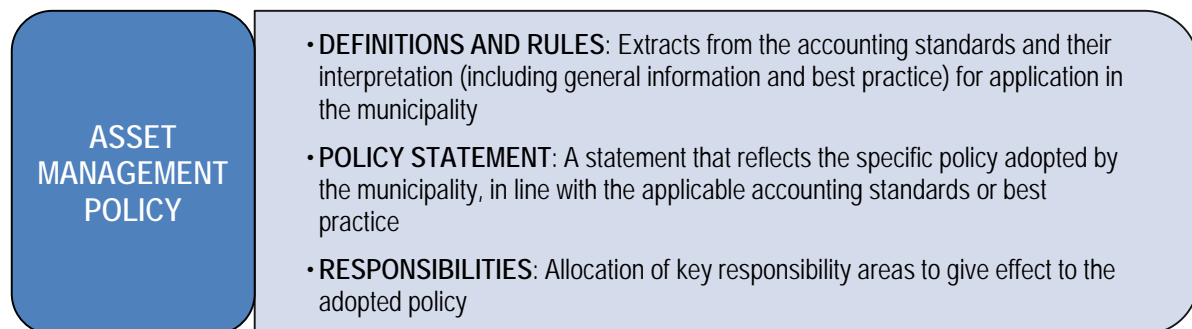 ASSET
MANAGEMENT
POLICY
• DEFINITIONS AND RULES: Extracts from the accounting standards and their
interpretation (including general information and best practice) for application in
the municipality
• POLICY STATEMENT: A statement that reflects the specific policy adopted by
the municipality, in line with the applicable accounting standards or best
practice
• RESPONSIBILITIES: Allocation of key responsibility areas to give effect to the
adopted policy